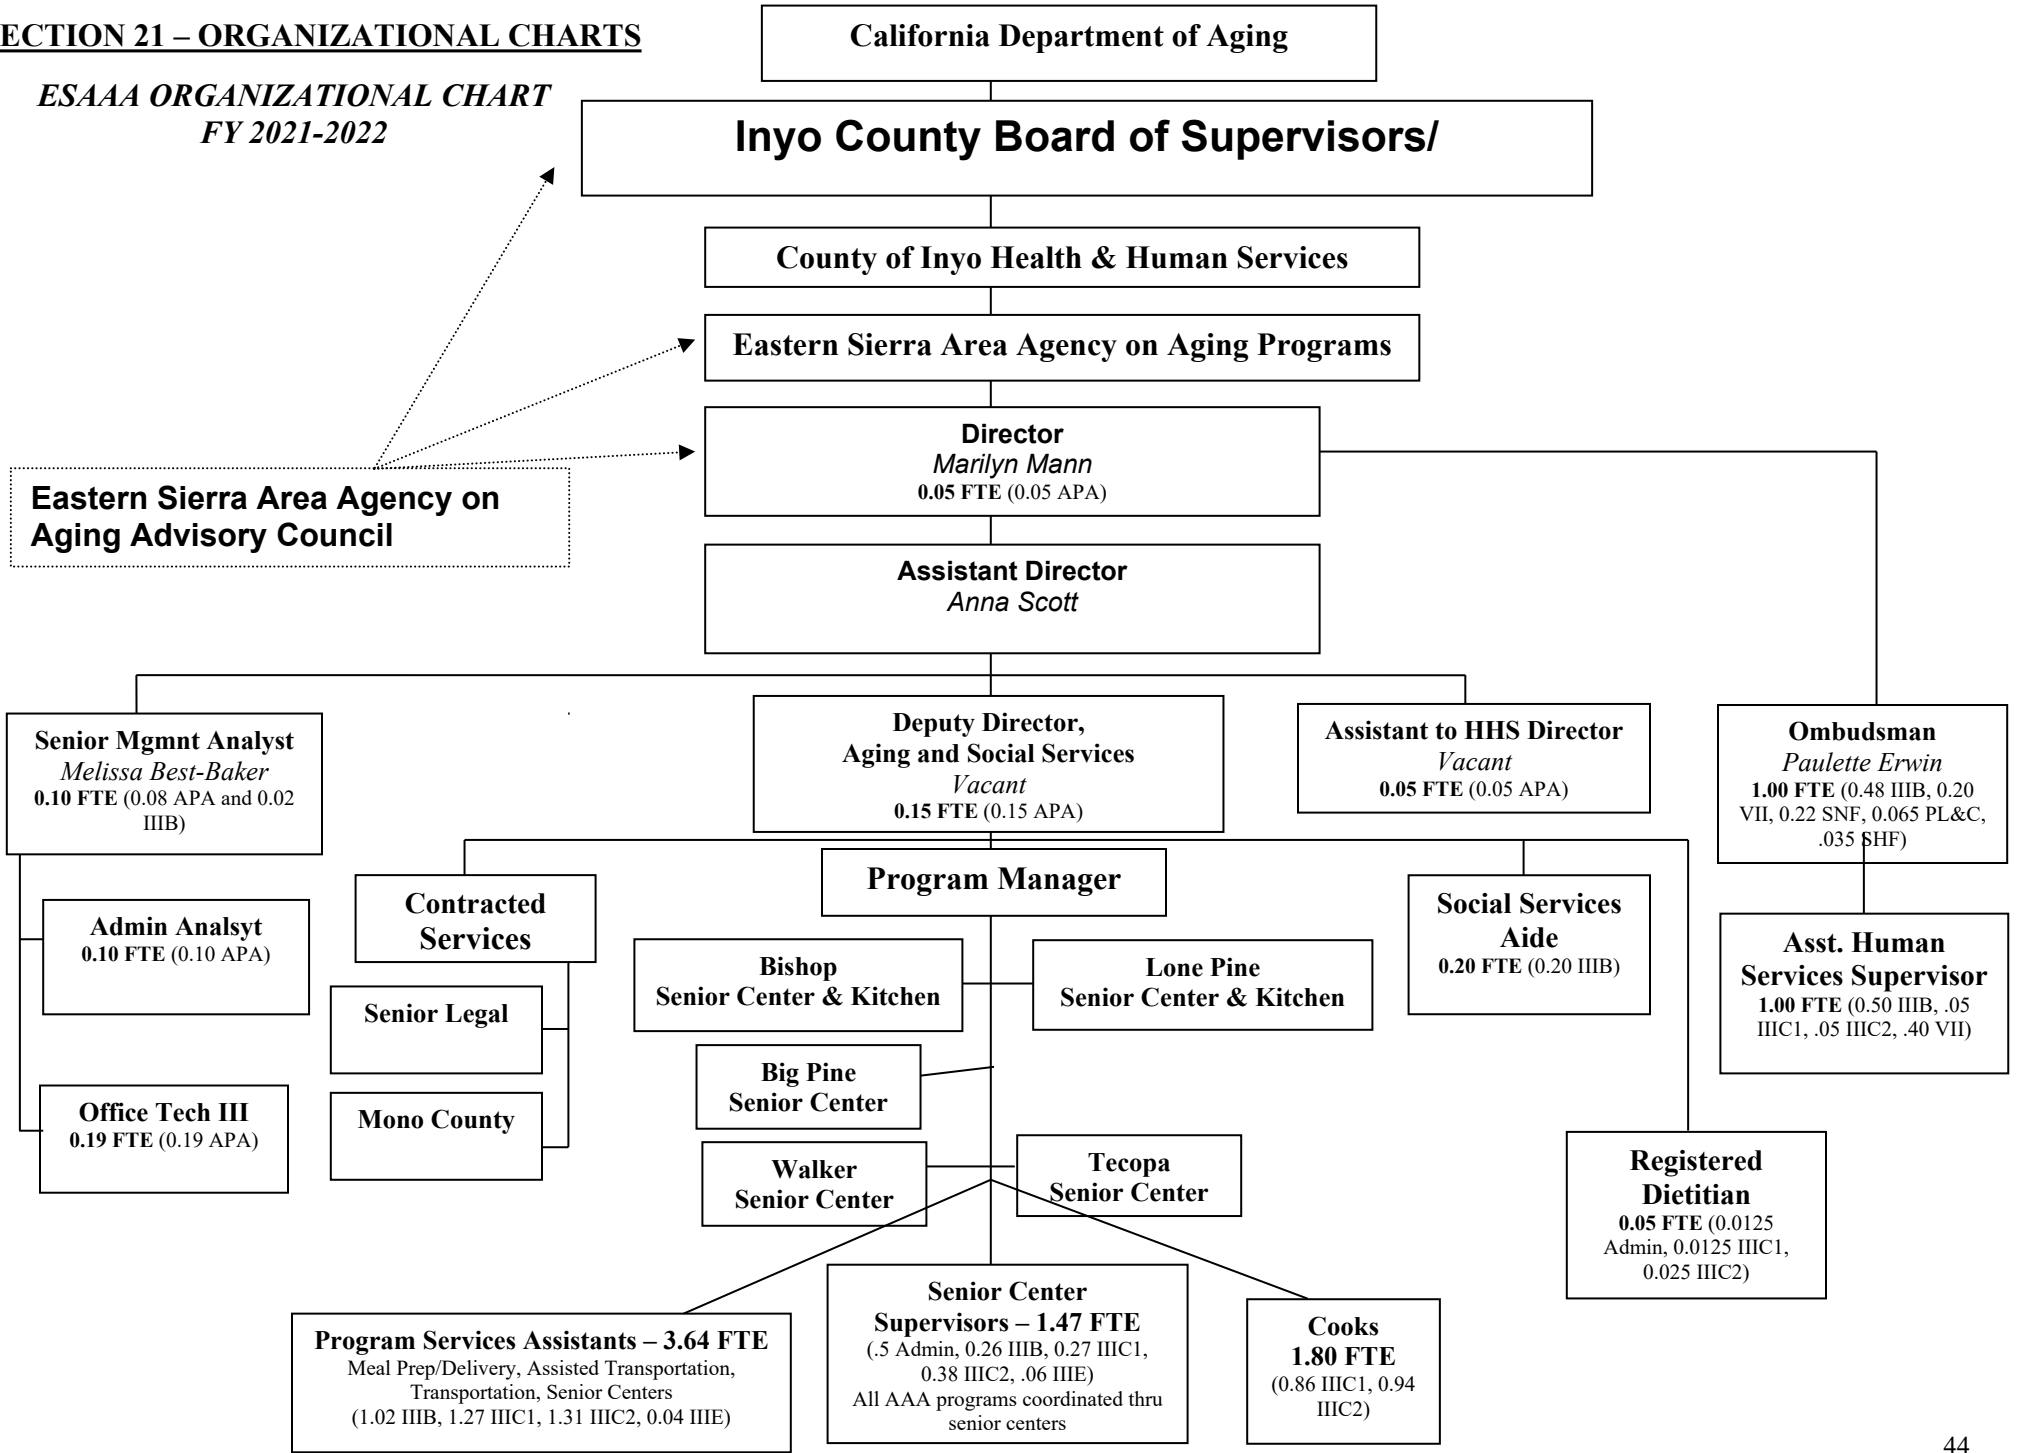 ECTION 21 – ORGANIZATIONAL CHARTS
ESAAA ORGANIZATIONAL CHART
FY 2021-2022
California Department of Aging
Inyo County Board of Supervisors/
County of Inyo Health & Human Services
Eastern Sierra Area Agency on Aging Programs
Director
Marilyn Mann
0.05 FTE (0.05 APA)
Eastern Sierra Area Agency on
Aging Advisory Council
Assistant Director
Anna Scott
Senior Mgmnt Analyst
Melissa Best-Baker
0.10 FTE (0.08 APA and 0.02
IIIB)
Deputy Director,
Aging and Social Services
Vacant
0.15 FTE (0.15 APA)
Assistant to HHS Director
Vacant
0.05 FTE (0.05 APA)
Ombudsman
Paulette Erwin
1.00 FTE (0.48 IIIB, 0.20
VII, 0.22 SNF, 0.065 PL&C,
.035 SHF)
Admin Analsyt
0.10 FTE (0.10 APA)
Contracted
Services
Program Manager
Social Services
Aide
0.20 FTE (0.20 IIIB)
Asst. Human
Services Supervisor
1.00 FTE (0.50 IIIB, .05
IIIC1, .05 IIIC2, .40 VII)
Bishop
Senior Center & Kitchen
Lone Pine
Senior Center & Kitchen
Senior Legal
Big Pine
Senior Center
Office Tech III
0.19 FTE (0.19 APA)
Mono County
Walker
Senior Center
Tecopa
Senior Center
Registered
Dietitian
0.05 FTE (0.0125
Admin, 0.0125 IIIC1,
0.025 IIIC2)
Program Services Assistants – 3.64 FTE
Meal Prep/Delivery, Assisted Transportation,
Transportation, Senior Centers
(1.02 IIIB, 1.27 IIIC1, 1.31 IIIC2, 0.04 IIIE)
Senior Center
Supervisors – 1.47 FTE
(.5 Admin, 0.26 IIIB, 0.27 IIIC1,
0.38 IIIC2, .06 IIIE)
All AAA programs coordinated thru
senior centers
Cooks
1.80 FTE
(0.86 IIIC1, 0.94
IIIC2)
44